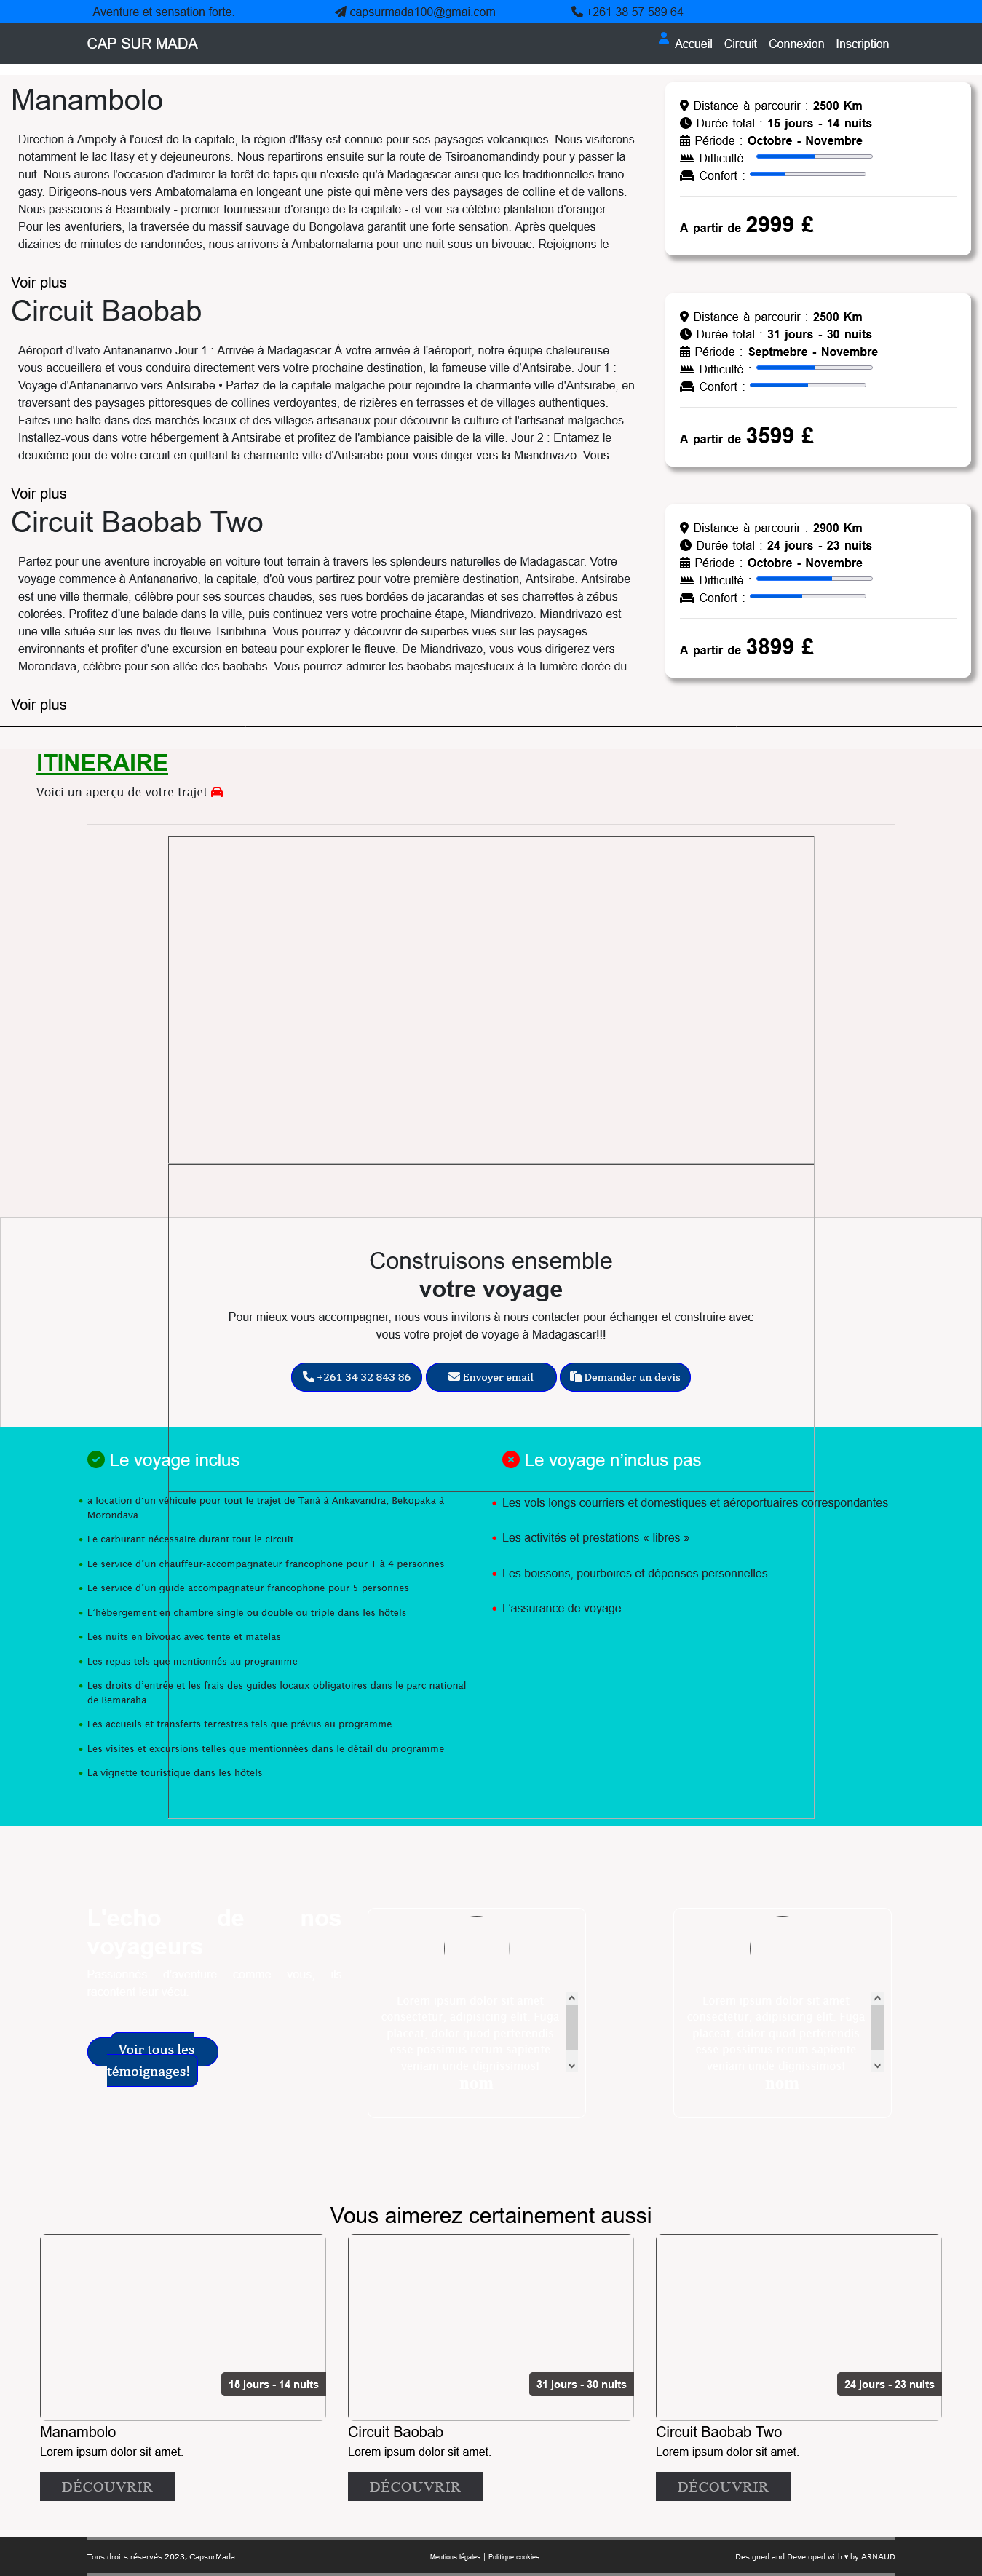 Aventure et sensation forte.
capsurmada100@gmai.com
+261 38 57 589 64
CAP SUR MADA
Accueil
Circuit
Connexion
Inscription
Manambolo
Direction à Ampefy à l'ouest de la capitale, la région d'Itasy est connue pour ses paysages volcaniques. Nous visiterons
notamment le lac Itasy et y dejeuneurons. Nous repartirons ensuite sur la route de Tsiroanomandindy pour y passer la
nuit. Nous aurons l'occasion d'admirer la forêt de tapis qui n'existe qu'à Madagascar ainsi que les traditionnelles trano
gasy. Dirigeons-nous vers Ambatomalama en longeant une piste qui mène vers des paysages de colline et de vallons.
Nous passerons à Beambiaty - premier fournisseur d'orange de la capitale - et voir sa célèbre plantation d'oranger.
Pour les aventuriers, la traversée du massif sauvage du Bongolava garantit une forte sensation. Après quelques
dizaines de minutes de randonnées, nous arrivons à Ambatomalama pour une nuit sous un bivouac. Rejoignons le
Voir plus
Distance à parcourir : 2500 Km
Durée total : 15 jours - 14 nuits
Période : Octobre - Novembre
Difficulté :
Confort :
A partir de 2999 £
Circuit Baobab
Aéroport d'Ivato Antananarivo Jour 1 : Arrivée à Madagascar À votre arrivée à l'aéroport, notre équipe chaleureuse
vous accueillera et vous conduira directement vers votre prochaine destination, la fameuse ville d'Antsirabe. Jour 1 :
Voyage d'Antananarivo vers Antsirabe • Partez de la capitale malgache pour rejoindre la charmante ville d'Antsirabe, en
traversant des paysages pittoresques de collines verdoyantes, de rizières en terrasses et de villages authentiques.
Faites une halte dans des marchés locaux et des villages artisanaux pour découvrir la culture et l'artisanat malgaches.
Installez-vous dans votre hébergement à Antsirabe et profitez de l'ambiance paisible de la ville. Jour 2 : Entamez le
deuxième jour de votre circuit en quittant la charmante ville d'Antsirabe pour vous diriger vers la Miandrivazo. Vous
Voir plus
Distance à parcourir : 2500 Km
Durée total : 31 jours - 30 nuits
Période : Septmebre - Novembre
Difficulté :
Confort :
A partir de 3599 £
Circuit Baobab Two
Partez pour une aventure incroyable en voiture tout-terrain à travers les splendeurs naturelles de Madagascar. Votre
voyage commence à Antananarivo, la capitale, d'où vous partirez pour votre première destination, Antsirabe. Antsirabe
est une ville thermale, célèbre pour ses sources chaudes, ses rues bordées de jacarandas et ses charrettes à zébus
colorées. Profitez d'une balade dans la ville, puis continuez vers votre prochaine étape, Miandrivazo. Miandrivazo est
une ville située sur les rives du fleuve Tsiribihina. Vous pourrez y découvrir de superbes vues sur les paysages
environnants et profiter d'une excursion en bateau pour explorer le fleuve. De Miandrivazo, vous vous dirigerez vers
Morondava, célèbre pour son allée des baobabs. Vous pourrez admirer les baobabs majestueux à la lumière dorée du
Voir plus
Distance à parcourir : 2900 Km
Durée total : 24 jours - 23 nuits
Période : Octobre - Novembre
Difficulté :
Confort :
A partir de 3899 £
ITINERAIRE
Voici un aperçu de votre trajet
Construisons ensemble
votre voyage
Pour mieux vous accompagner, nous vous invitons à nous contacter pour échanger et construire avec
vous votre projet de voyage à Madagascar!!!
+261 34 32 843 86
Envoyer email
Demander un devis
Le voyage inclus
a location d'un véhicule pour tout le trajet de Tanà à Ankavandra, Bekopaka à
Morondava
Le carburant nécessaire durant tout le circuit
Le service d'un chauffeur-accompagnateur francophone pour 1 à 4 personnes
Le service d'un guide accompagnateur francophone pour 5 personnes
L'hébergement en chambre single ou double ou triple dans les hôtels
Les nuits en bivouac avec tente et matelas
Les repas tels que mentionnés au programme
Les droits d'entrée et les frais des guides locaux obligatoires dans le parc national
de Bemaraha
Les accueils et transferts terrestres tels que prévus au programme
Les visites et excursions telles que mentionnées dans le détail du programme
La vignette touristique dans les hôtels
Le voyage n'inclus pas
Les vols longs courriers et domestiques et aéroportuaires correspondantes
Les activités et prestations « libres »
Les boissons, pourboires et dépenses personnelles
L'assurance de voyage
L'echo de nos
voyageurs
Voir tous les
témoignages!
nom
nom
Vous aimerez certainement aussi
15 jours - 14 nuits
Manambolo
Lorem ipsum dolor sit amet.
DÉCOUVRIR
31 jours - 30 nuits
Circuit Baobab
Lorem ipsum dolor sit amet.
DÉCOUVRIR
24 jours - 23 nuits
Circuit Baobab Two
Lorem ipsum dolor sit amet.
DÉCOUVRIR
Tous droits réservés 2023, CapsurMada
Mentions légales | Politique cookies
Designed and Developed with ♥ by ARNAUD